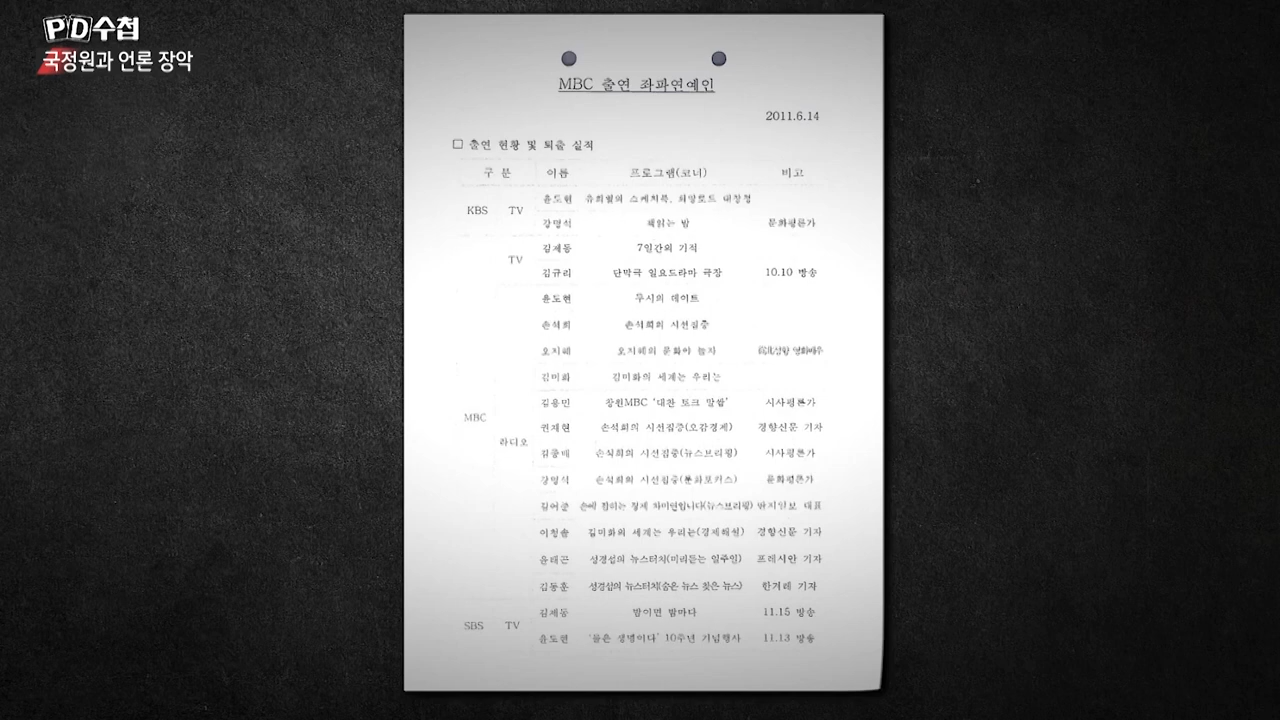 PD수첩
국정원과 언론 장악
MBC 출연 좌파연예인
2011.6.14
□ 출연 현황 및 퇴출 실적
구 분 이름 프로그램(코너) 비고
KBS TV 윤도현 유희열의 스케치북, 희망로드 대장정
강명석 책읽는 밤 문화평론가
MBC TV 김제동 7일간의 기적
김규리 단막극 일요드라마 극장 10.10 방송
라디오 윤도현 두시의 데이트
손석희 손석희의 시선집중
오지혜 오지혜의 문화야 놀자 영화배우
김미화 김미화의 세계는 우리는
김용민 창원MBC '대찬 토크 말쌈' 시사평론가
권재현 손석희의 시선집중(오감경제) 경향신문 기자
김종배 손석희의 시선집중(뉴스브리핑) 시사평론가
강명석 손석희의 시선집중(문화포커스) 문화평론가
김어준 손에 잡히는 경제 차미연입니다(뉴스브리핑) 딴지일보 대표
이정솔 김미화의 세계는 우리는(경제해설) 경향신문 기자
윤태곤 성경섭의 뉴스터치(미리듣는 일주일) 프레시안 기자
김동훈 성경섭의 뉴스터치(숨은 뉴스 찾은 뉴스) 한겨레 기자
SBS TV 김제동 밤이면 밤마다 11.15 방송
윤도현 '물은 생명이다' 10주년 기념행사 11.13 방송